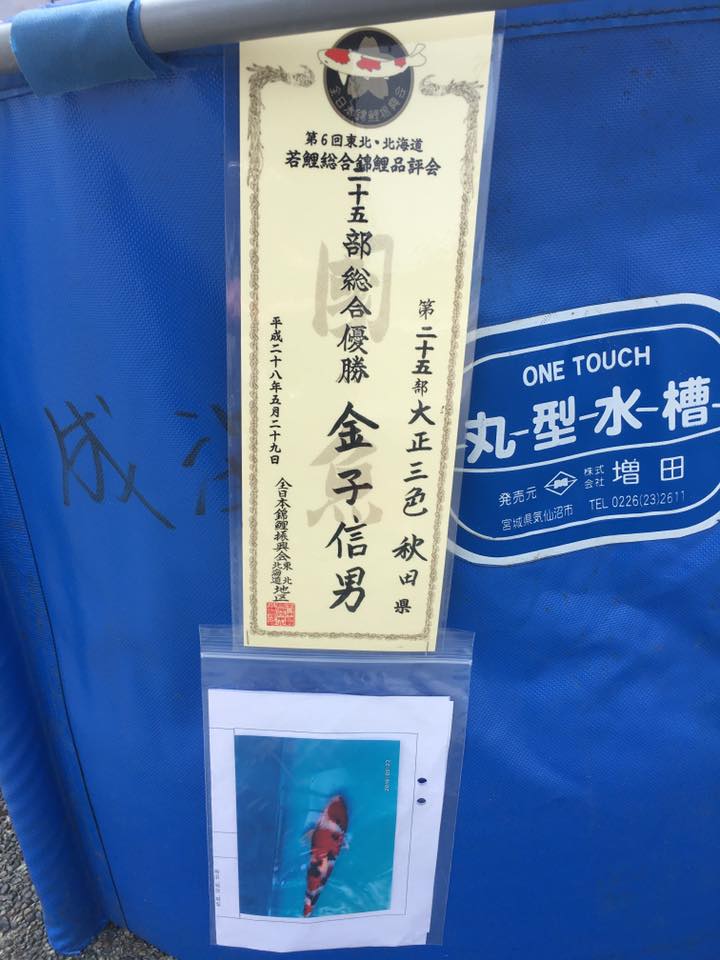 全日本錦鯉振興会
第6回東北・北海道
若鯉総合錦鯉品評会
第二十五部 大正三色 秋田県
二十五部総合優勝 金子信男
国魚
平成二十八年五月二十九日
全日本錦鯉振興会東北北海道地区
ONE TOUCH
丸-型-水-槽
発売元 株式会社 増田
宮城県気仙沼市 TEL 0226(23)2611
成